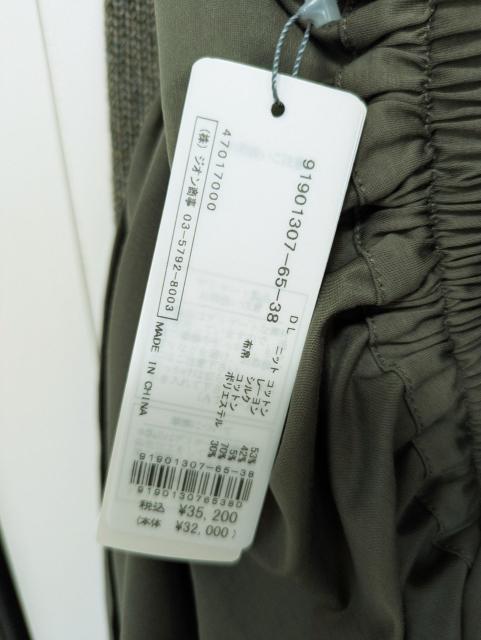 91901307-65-38
47017000
(株) ジオン商事 03-5792-8003
DL
ニット コットン 53%
レーヨン 42%
シルク 5%
布帛 コットン 70%
ポリエステル 30%
MADE IN CHINA
91901307-65-38
9190130765380
税込 ¥35,200
(本体 ¥32,000)